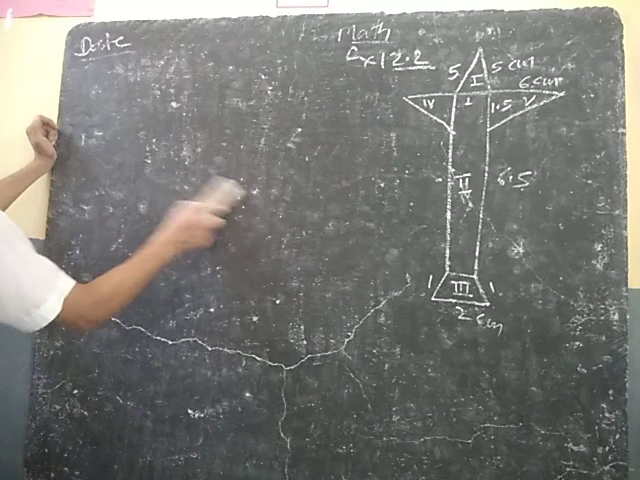 Date
Math
Ex 12.2
5 I 5 cm
6 cm
IV 1 1.5 V
II 6.5
1 III 1
2 cm